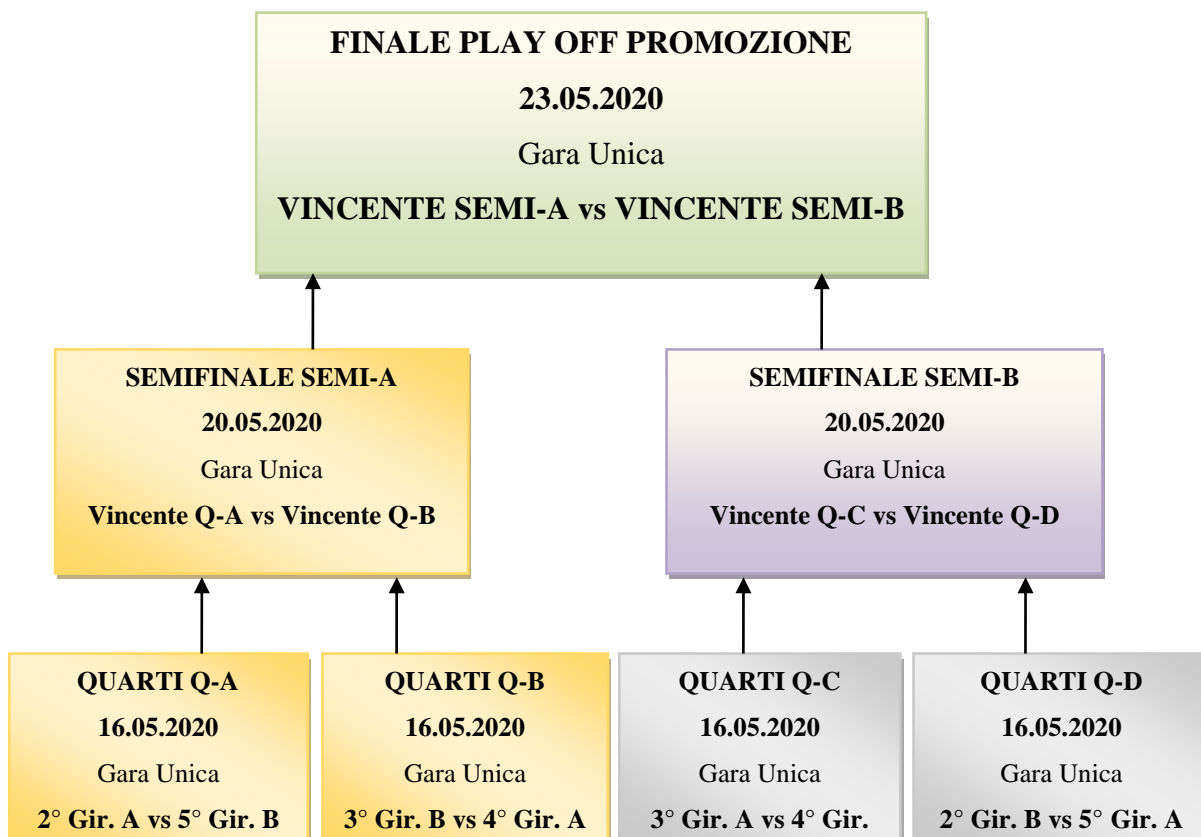 FINALE PLAY OFF PROMOZIONE
23.05.2020
Gara Unica
VINCENTE SEMI-A vs VINCENTE SEMI-B
SEMIFINALE SEMI-A
20.05.2020
Gara Unica
Vincente Q-A vs Vincente Q-B
SEMIFINALE SEMI-B
20.05.2020
Gara Unica
Vincente Q-C vs Vincente Q-D
QUARTI Q-A
16.05.2020
Gara Unica
2° Gir. A vs 5° Gir. B
QUARTI Q-B
16.05.2020
Gara Unica
3° Gir. B vs 4° Gir. A
QUARTI Q-C
16.05.2020
Gara Unica
3° Gir. A vs 4° Gir.
QUARTI Q-D
16.05.2020
Gara Unica
2° Gir. B vs 5° Gir. A